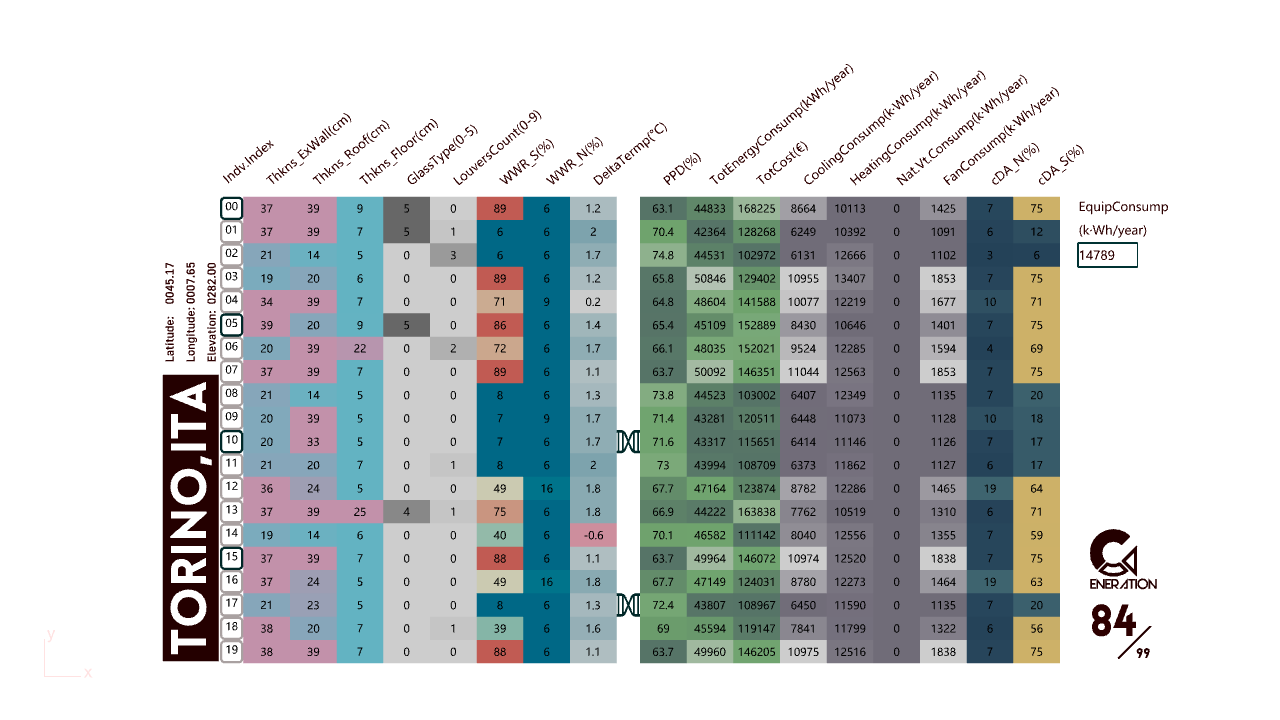 Indv.Index Thkns_ExWall(cm) Thkns_Roof(cm) Thkns_Floor(cm) GlassType(0-5) LouversCount(0-9) WWR_S(%) WWR_N(%) DeltaTermp(°C) PPD(%) TotEnergyConsump(kWh/year) TotCost(€) CoolingConsump(k·Wh/year) HeatingConsump(k·Wh/year) Nat.Vt.Consump(k·Wh/year) FanConsump(k·Wh/year) cDA_N(%) cDA_S(%)
00 37 39 9 5 0 89 6 1.2 63.1 44833 168225 8664 10113 0 1425 7 75
01 37 39 7 5 1 6 6 2 70.4 42364 128268 6249 10392 0 1091 6 12
02 21 14 5 0 3 6 6 1.7 74.8 44531 102972 6131 12666 0 1102 3 6
03 19 20 6 0 0 89 6 1.2 65.8 50846 129402 10955 13407 0 1853 7 75
04 34 39 7 0 0 71 9 0.2 64.8 48604 141588 10077 12219 0 1677 10 71
05 39 20 9 5 0 86 6 1.4 65.4 45109 152889 8430 10646 0 1401 7 75
06 20 39 22 0 2 72 6 1.7 66.1 48035 152021 9524 12285 0 1594 4 69
07 37 39 7 0 0 89 6 1.1 63.7 50092 146351 11044 12563 0 1853 7 75
08 21 14 5 0 0 8 6 1.3 73.8 44523 103002 6407 12349 0 1135 7 20
09 20 39 5 0 0 7 9 1.7 71.4 43281 120511 6448 11073 0 1128 10 18
10 20 33 5 0 0 7 6 1.7 71.6 43317 115651 6414 11146 0 1126 7 17
11 21 20 7 0 1 8 6 2 73 43994 108709 6373 11862 0 1127 6 17
12 36 24 5 0 0 49 16 1.8 67.7 47164 123874 8782 12286 0 1465 19 64
13 37 39 25 4 1 75 6 1.8 66.9 44222 163838 7762 10519 0 1310 6 71
14 19 14 6 0 0 40 6 -0.6 70.1 46582 111142 8040 12556 0 1355 7 59
15 37 39 7 0 0 88 6 1.1 63.7 49964 146072 10974 12520 0 1838 7 75
16 37 24 5 0 0 49 16 1.8 67.7 47149 124031 8780 12273 0 1464 19 63
17 21 23 5 0 0 8 6 1.3 72.4 43807 108967 6450 11590 0 1135 7 20
18 38 20 7 0 1 39 6 1.6 69 45594 119147 7841 11799 0 1322 6 56
19 38 39 7 0 0 88 6 1.1 63.7 49960 146205 10975 12516 0 1838 7 75
Latitude: 0045.17
Longitude: 0007.65
Elevation: 0282.00
TORINO,ITA
EquipConsump
(k·Wh/year)
14789
ENERATION
84/99
y
x